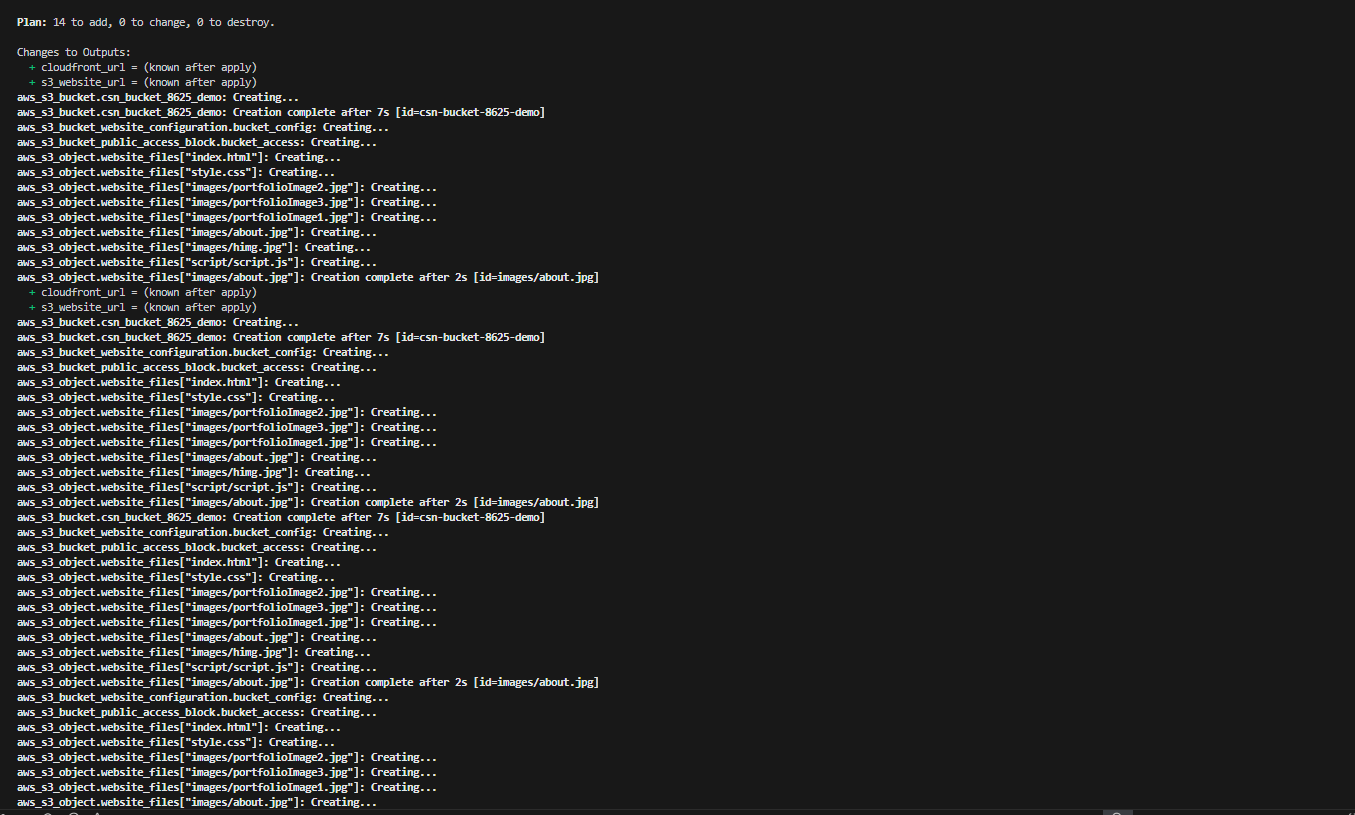 Plan: 14 to add, 0 to change, 0 to destroy.
Changes to Outputs:
+ cloudfront_url = (known after apply)
+ s3_website_url = (known after apply)
aws_s3_bucket.csn_bucket_8625_demo: Creating...
aws_s3_bucket.csn_bucket_8625_demo: Creation complete after 7s [id=csn-bucket-8625-demo]
aws_s3_bucket_website_configuration.bucket_config: Creating...
aws_s3_bucket_public_access_block.bucket_access: Creating...
aws_s3_object.website_files["index.html"]: Creating...
aws_s3_object.website_files["style.css"]: Creating...
aws_s3_object.website_files["images/portfolioImage2.jpg"]: Creating...
aws_s3_object.website_files["images/portfolioImage3.jpg"]: Creating...
aws_s3_object.website_files["images/portfolioImage1.jpg"]: Creating...
aws_s3_object.website_files["images/about.jpg"]: Creating...
aws_s3_object.website_files["images/himg.jpg"]: Creating...
aws_s3_object.website_files["script/script.js"]: Creating...
aws_s3_object.website_files["images/about.jpg"]: Creation complete after 2s [id=images/about.jpg]
+ cloudfront_url = (known after apply)
+ s3_website_url = (known after apply)
aws_s3_bucket.csn_bucket_8625_demo: Creating...
aws_s3_bucket.csn_bucket_8625_demo: Creation complete after 7s [id=csn-bucket-8625-demo]
aws_s3_bucket_website_configuration.bucket_config: Creating...
aws_s3_bucket_public_access_block.bucket_access: Creating...
aws_s3_object.website_files["index.html"]: Creating...
aws_s3_object.website_files["style.css"]: Creating...
aws_s3_object.website_files["images/portfolioImage2.jpg"]: Creating...
aws_s3_object.website_files["images/portfolioImage3.jpg"]: Creating...
aws_s3_object.website_files["images/portfolioImage1.jpg"]: Creating...
aws_s3_object.website_files["images/about.jpg"]: Creating...
aws_s3_object.website_files["images/himg.jpg"]: Creating...
aws_s3_object.website_files["script/script.js"]: Creating...
aws_s3_object.website_files["images/about.jpg"]: Creation complete after 2s [id=images/about.jpg]
aws_s3_bucket.csn_bucket_8625_demo: Creation complete after 7s [id=csn-bucket-8625-demo]
aws_s3_bucket_website_configuration.bucket_config: Creating...
aws_s3_bucket_public_access_block.bucket_access: Creating...
aws_s3_object.website_files["index.html"]: Creating...
aws_s3_object.website_files["style.css"]: Creating...
aws_s3_object.website_files["images/portfolioImage2.jpg"]: Creating...
aws_s3_object.website_files["images/portfolioImage3.jpg"]: Creating...
aws_s3_object.website_files["images/portfolioImage1.jpg"]: Creating...
aws_s3_object.website_files["images/about.jpg"]: Creating...
aws_s3_object.website_files["images/himg.jpg"]: Creating...
aws_s3_object.website_files["script/script.js"]: Creating...
aws_s3_object.website_files["images/about.jpg"]: Creation complete after 2s [id=images/about.jpg]
aws_s3_bucket_website_configuration.bucket_config: Creating...
aws_s3_bucket_public_access_block.bucket_access: Creating...
aws_s3_object.website_files["index.html"]: Creating...
aws_s3_object.website_files["style.css"]: Creating...
aws_s3_object.website_files["images/portfolioImage2.jpg"]: Creating...
aws_s3_object.website_files["images/portfolioImage3.jpg"]: Creating...
aws_s3_object.website_files["images/portfolioImage1.jpg"]: Creating...
aws_s3_object.website_files["images/about.jpg"]: Creating...